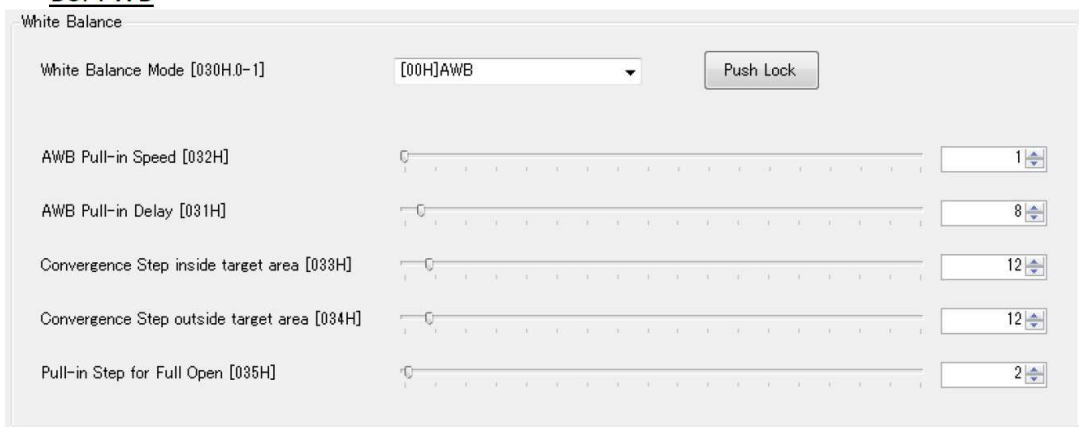 White Balance
White Balance Mode [030H.0-1] [00H]AWB Push Lock
AWB Pull-in Speed [032H] 1
AWB Pull-in Delay [031H] 8
Convergence Step inside target area [033H] 12
Convergence Step outside target area [034H] 12
Pull-in Step for Full Open [035H] 2